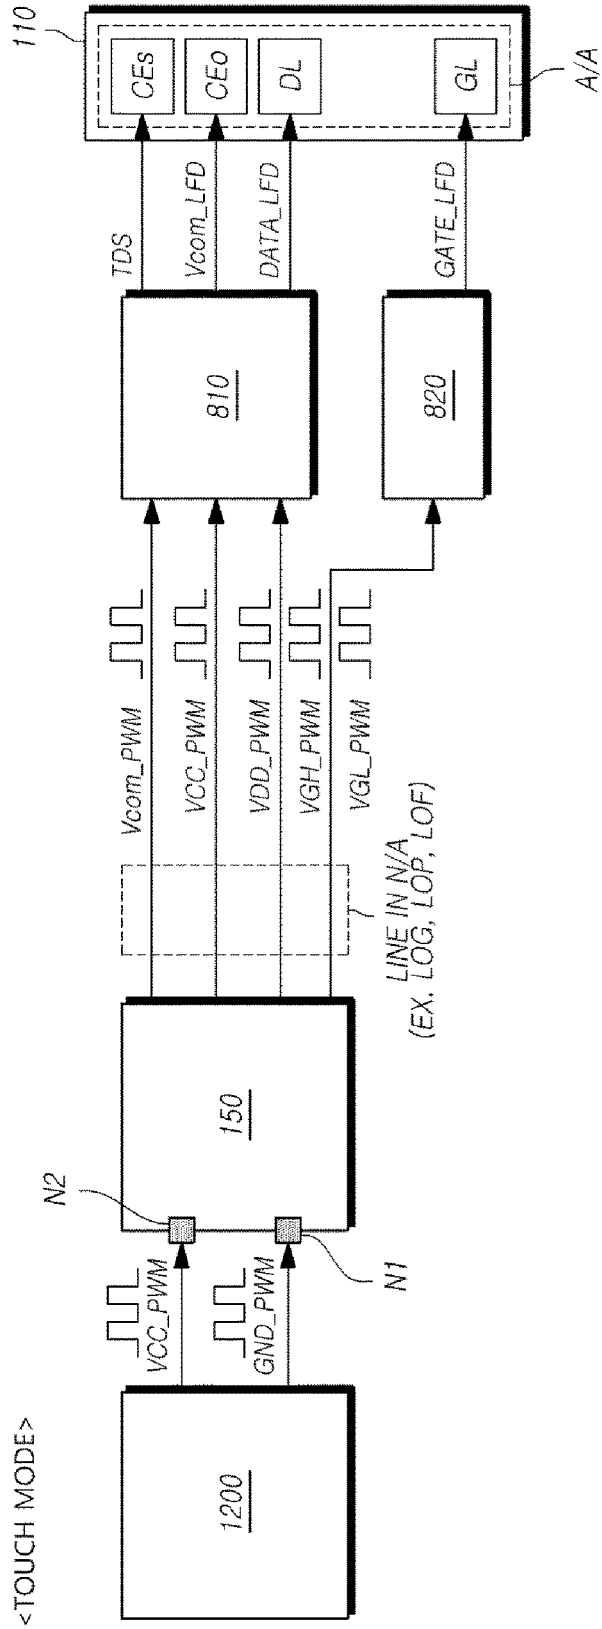 <TOUCH MODE>
1200
VCC_PWM
GND_PWM
N2
N1
150
LINE IN N/A
(EX. LOG, LOP, LOF)
Vcom_PWM
VCC_PWM
VDD_PWM
VGH_PWM
VGL_PWM
810
820
TDS
Vcom_LFD
DATA_LFD
GATE_LFD
110
CEs
CEo
DL
GL
A/A